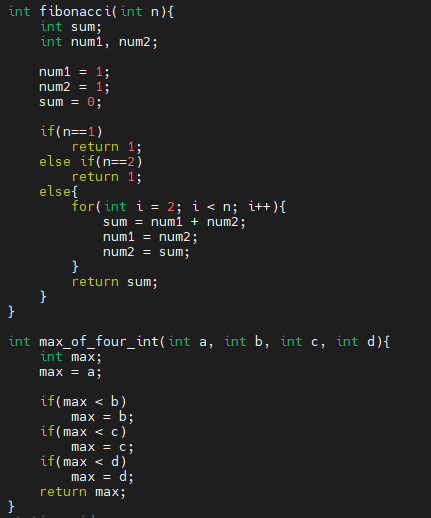 int fibonacci(int n){
    int sum;
    int num1, num2;

    num1 = 1;
    num2 = 1;
    sum = 0;

    if(n==1)
        return 1;
    else if(n==2)
        return 1;
    else{
        for(int i = 2; i < n; i++){
            sum = num1 + num2;
            num1 = num2;
            num2 = sum;
        }
        return sum;
    }
}

int max_of_four_int(int a, int b, int c, int d){
    int max;
    max = a;

    if(max < b)
        max = b;
    if(max < c)
        max = c;
    if(max < d)
        max = d;
    return max;
}